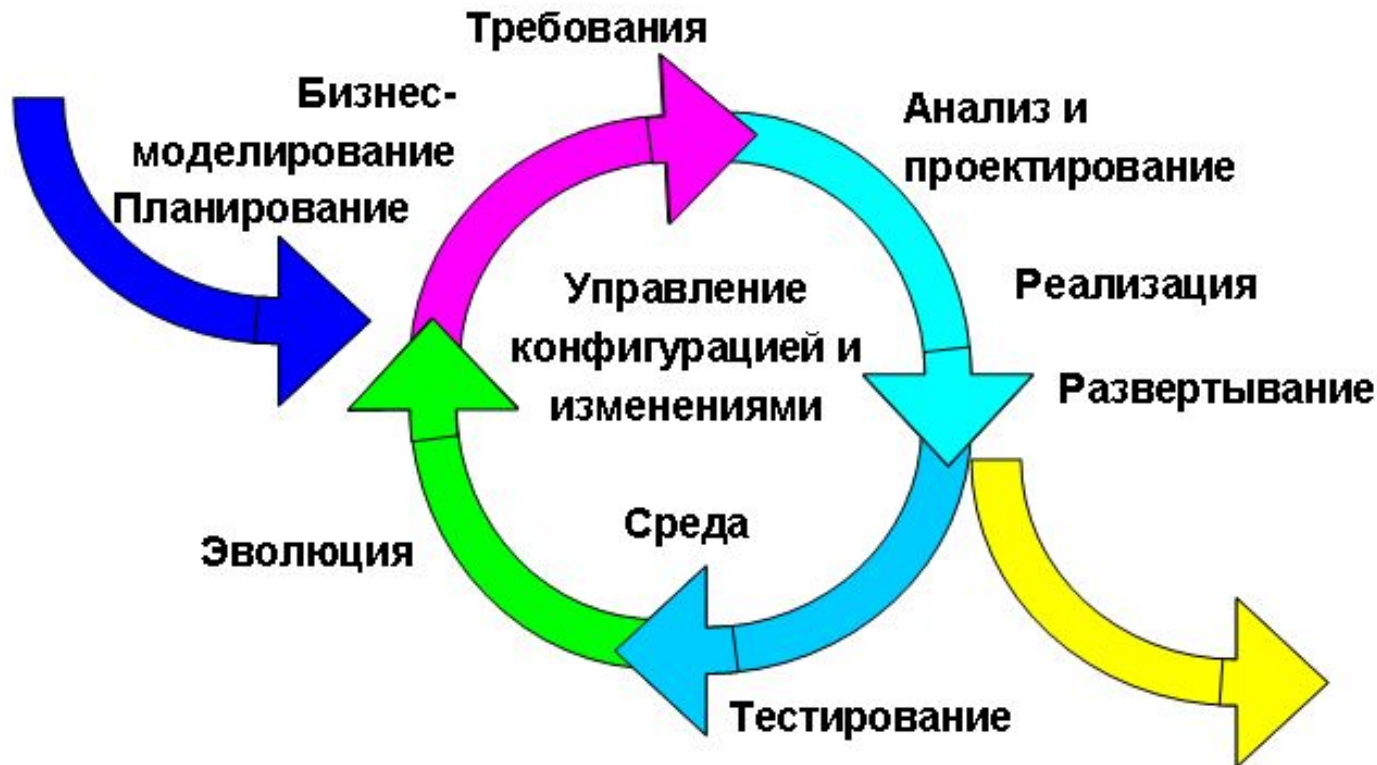 Требования
Бизнес-
моделирование
Планирование
Анализ и
проектирование
Управление
конфигурацией и
изменениями
Реализация
Развертывание
Среда
Эволюция
Тестирование